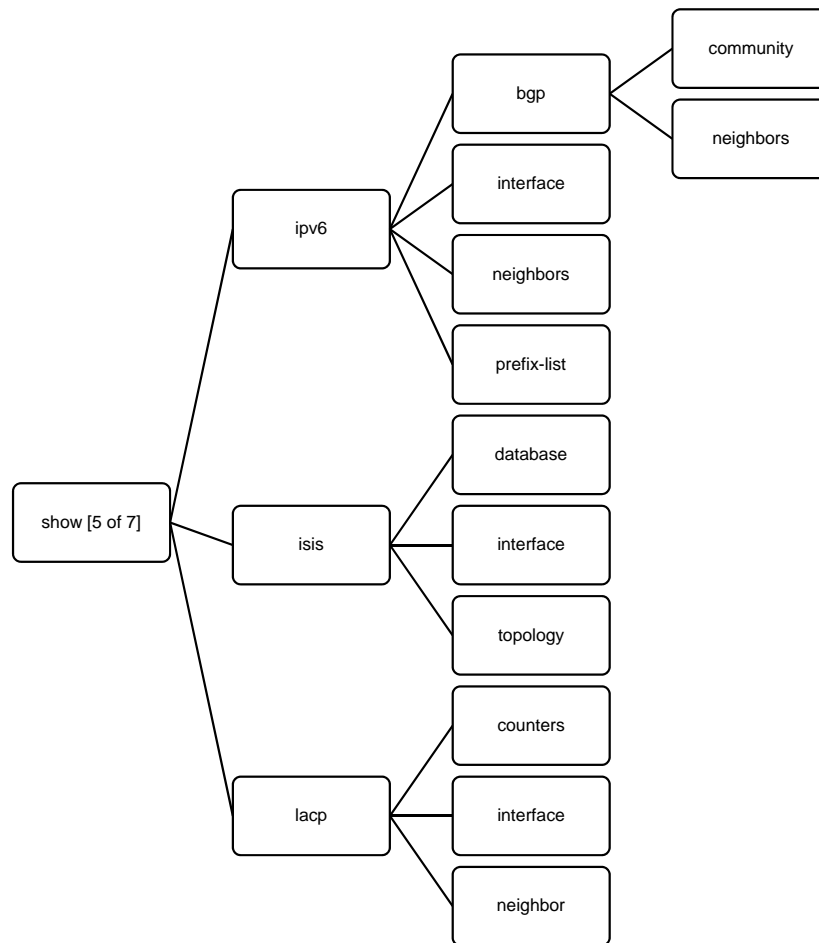 community
bgp
neighbors
interface
ipv6
neighbors
prefix-list
database
show [5 of 7]
isis
interface
topology
counters
lacp
interface
neighbor